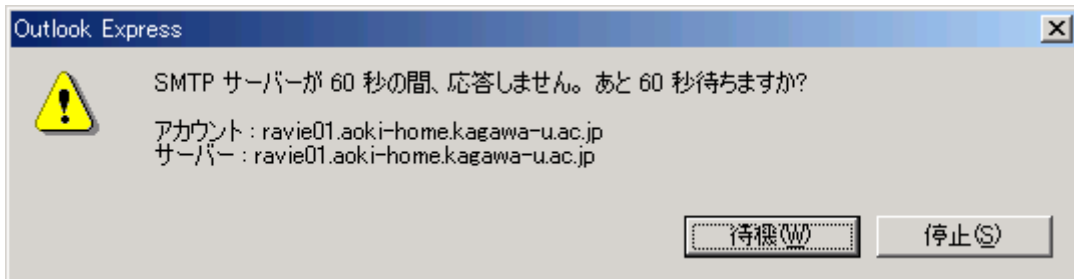 Outlook Express
SMTP サーバーが 60 秒の間、応答しません。あと 60 秒待ちますか?
アカウント : ravie01.aoki-home.kagawa-u.ac.jp
サーバー : ravie01.aoki-home.kagawa-u.ac.jp
待機(W) 停止(S)